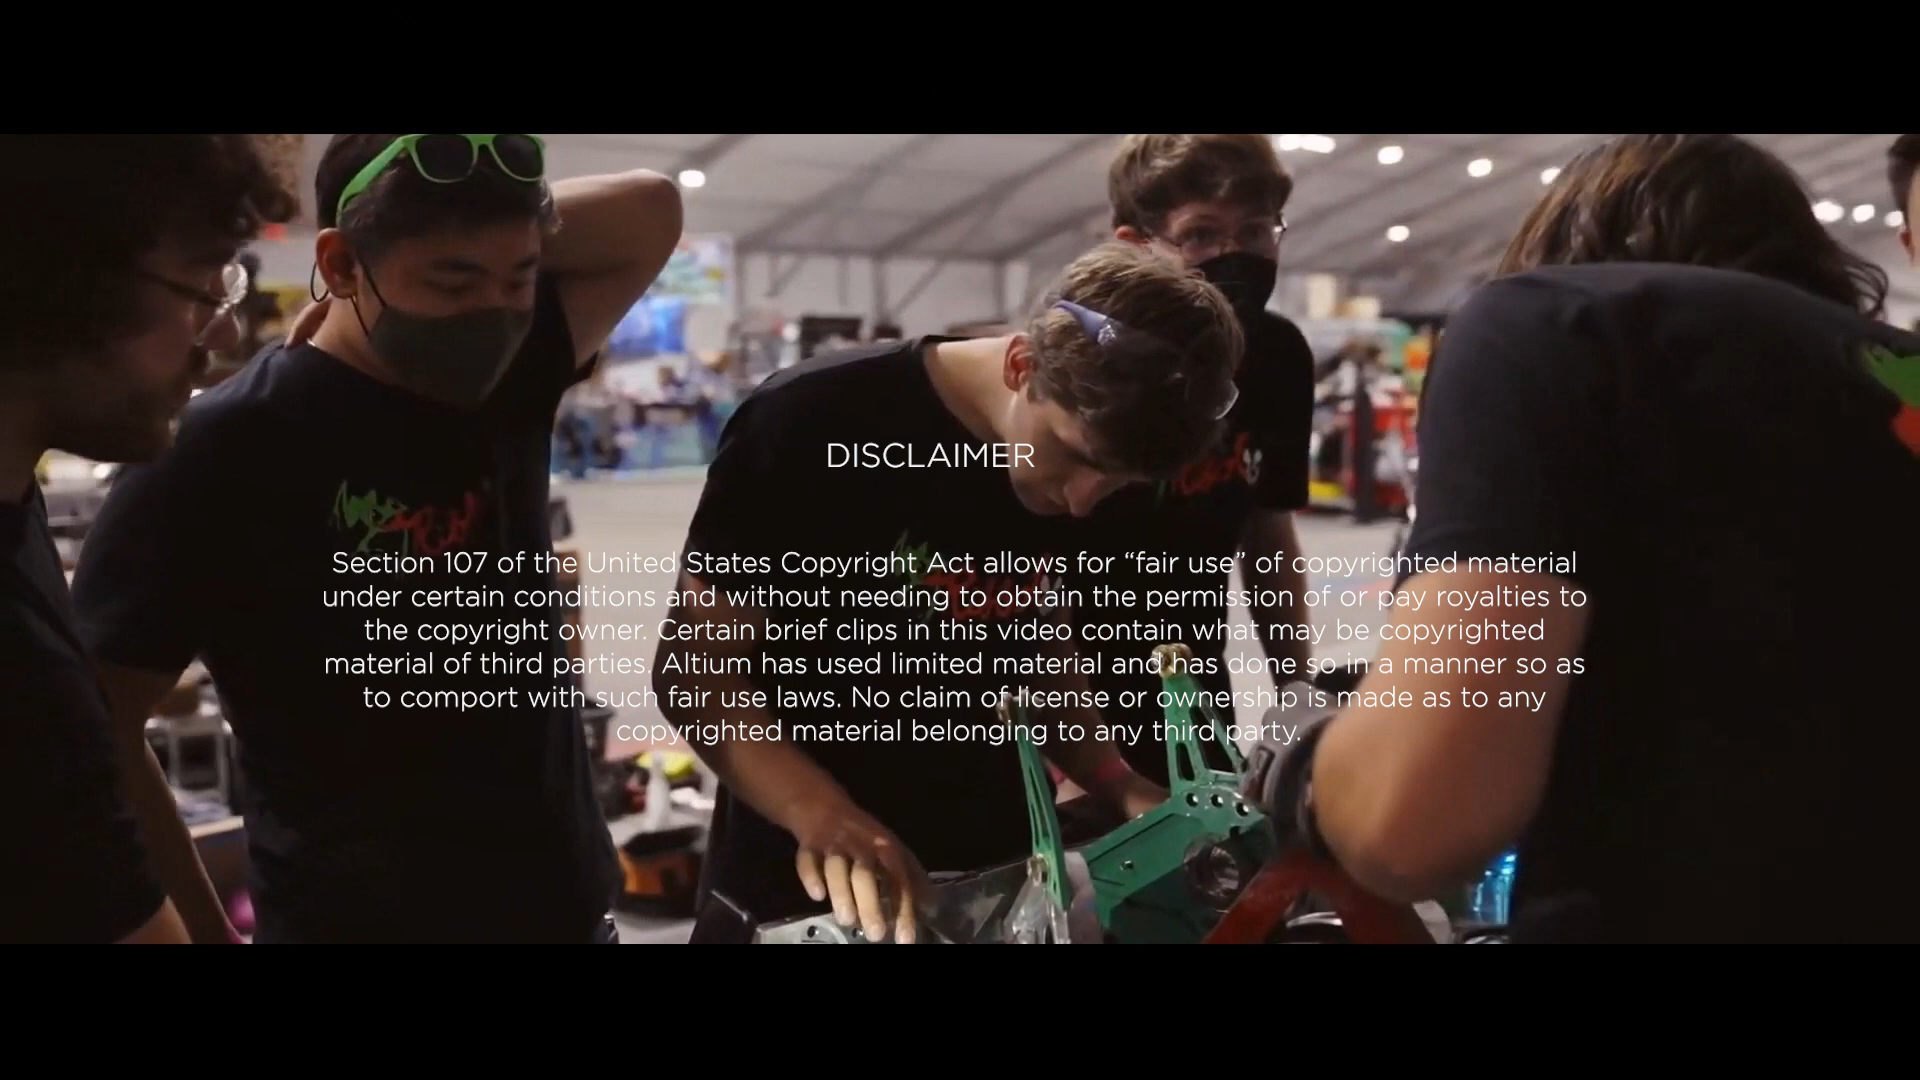 DISCLAIMER
Section 107 of the United States Copyright Act allows for “fair use” of copyrighted material
under certain conditions and without needing to obtain the permission of or pay royalties to
the copyright owner. Certain brief clips in this video contain what may be copyrighted
material of third parties. Altium has used limited material and has done so in a manner so as
to comport with such fair use laws. No claim of license or ownership is made as to any
copyrighted material belonging to any third party.